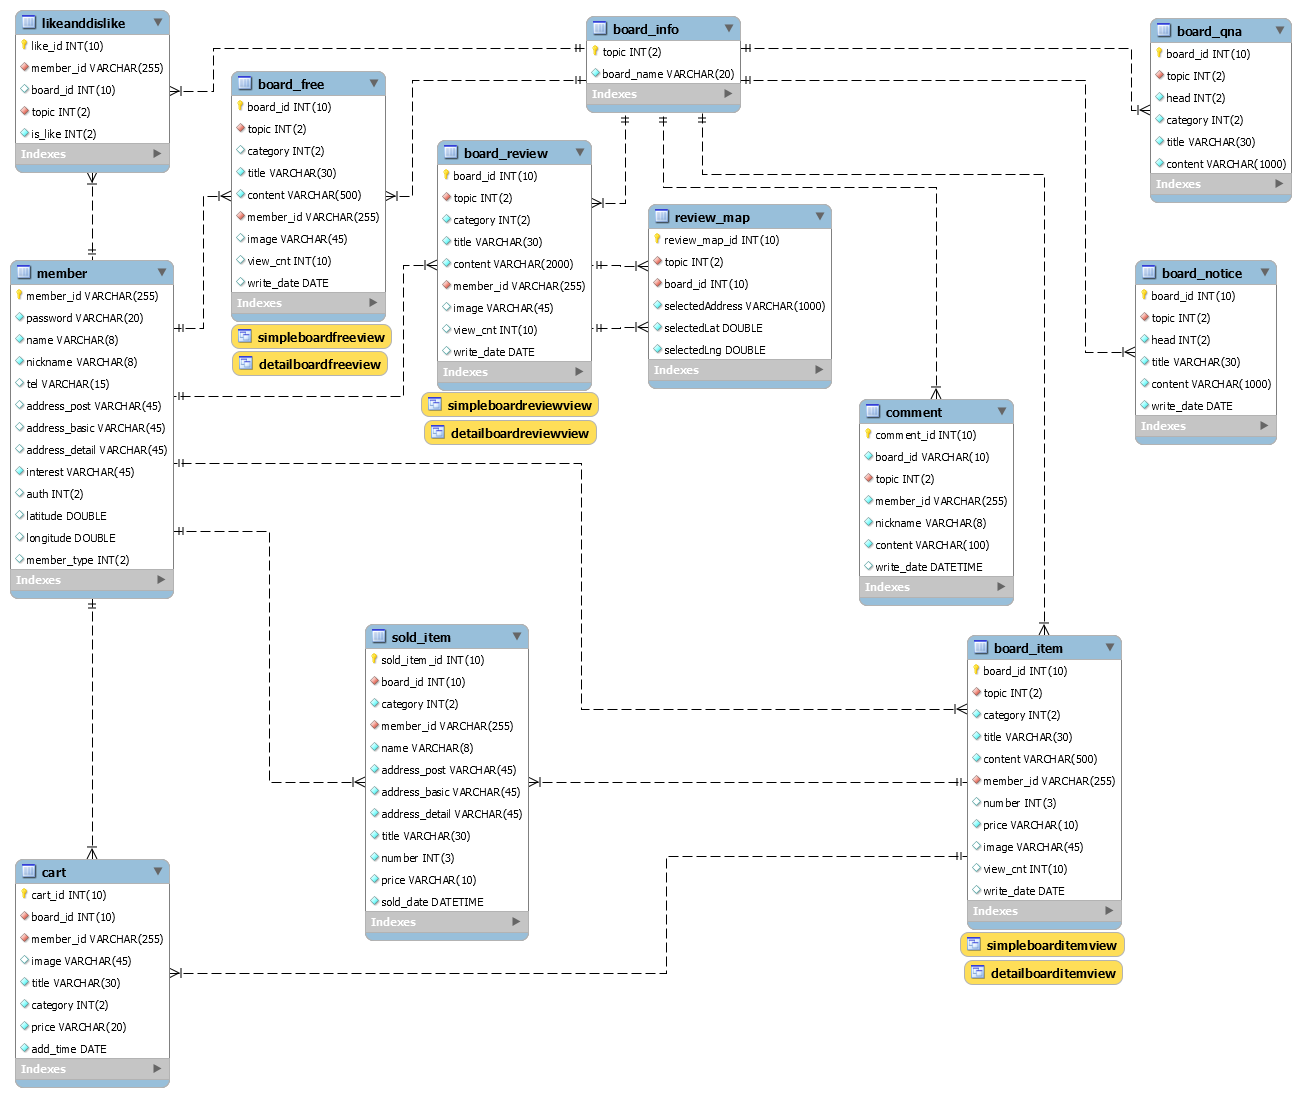 likeanddislike
like_id INT(10)
member_id VARCHAR(255)
board_id INT(10)
topic INT(2)
is_like INT(2)
Indexes
board_free
board_id INT(10)
topic INT(2)
category INT(2)
title VARCHAR(30)
content VARCHAR(500)
member_id VARCHAR(255)
image VARCHAR(45)
view_cnt INT(10)
write_date DATE
Indexes
simpleboardfreeview
detailboardfreeview
board_info
topic INT(2)
board_name VARCHAR(20)
Indexes
board_review
board_id INT(10)
topic INT(2)
category INT(2)
title VARCHAR(30)
content VARCHAR(2000)
member_id VARCHAR(255)
image VARCHAR(45)
view_cnt INT(10)
write_date DATE
Indexes
simpleboardreviewview
detailboardreviewview
review_map
review_map_id INT(10)
topic INT(2)
board_id INT(10)
selectedAddress VARCHAR(1000)
selectedLat DOUBLE
selectedLng DOUBLE
Indexes
board_qna
board_id INT(10)
topic INT(2)
head INT(2)
category INT(2)
title VARCHAR(30)
content VARCHAR(1000)
Indexes
board_notice
board_id INT(10)
topic INT(2)
head INT(2)
title VARCHAR(30)
content VARCHAR(1000)
write_date DATE
Indexes
member
member_id VARCHAR(255)
password VARCHAR(20)
name VARCHAR(8)
nickname VARCHAR(8)
tel VARCHAR(15)
address_post VARCHAR(45)
address_basic VARCHAR(45)
address_detail VARCHAR(45)
interest VARCHAR(45)
auth INT(2)
latitude DOUBLE
longitude DOUBLE
member_type INT(2)
Indexes
comment
comment_id INT(10)
board_id VARCHAR(10)
topic INT(2)
member_id VARCHAR(255)
nickname VARCHAR(8)
content VARCHAR(100)
write_date DATETIME
Indexes
sold_item
sold_item_id INT(10)
board_id INT(10)
category INT(2)
member_id VARCHAR(255)
name VARCHAR(8)
address_post VARCHAR(45)
address_basic VARCHAR(45)
address_detail VARCHAR(45)
title VARCHAR(30)
number INT(3)
price VARCHAR(10)
sold_date DATETIME
Indexes
board_item
board_id INT(10)
topic INT(2)
category INT(2)
title VARCHAR(30)
content VARCHAR(500)
member_id VARCHAR(255)
number INT(3)
price VARCHAR(10)
image VARCHAR(45)
view_cnt INT(10)
write_date DATE
Indexes
simpleboarditemview
detailboarditemview
cart
cart_id INT(10)
board_id INT(10)
member_id VARCHAR(255)
image VARCHAR(45)
title VARCHAR(30)
category INT(2)
price VARCHAR(20)
add_time DATE
Indexes